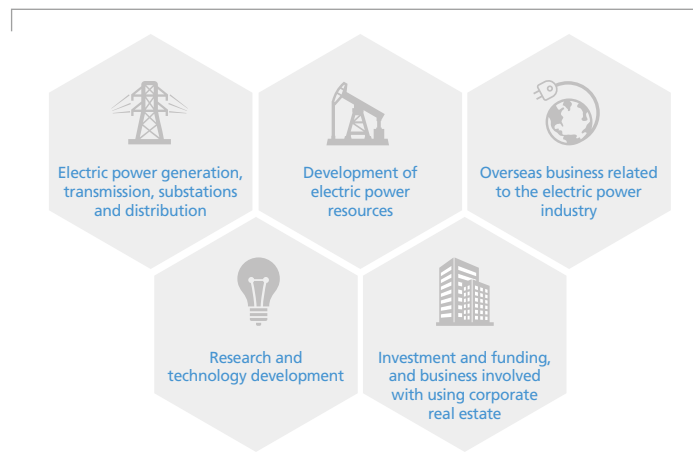 Electric power generation,
transmission, substations
and distribution
Development of
electric power
resources
Overseas business related
to the electric power
industry
Research and
technology development
Investment and funding,
and business involved
with using corporate
real estate